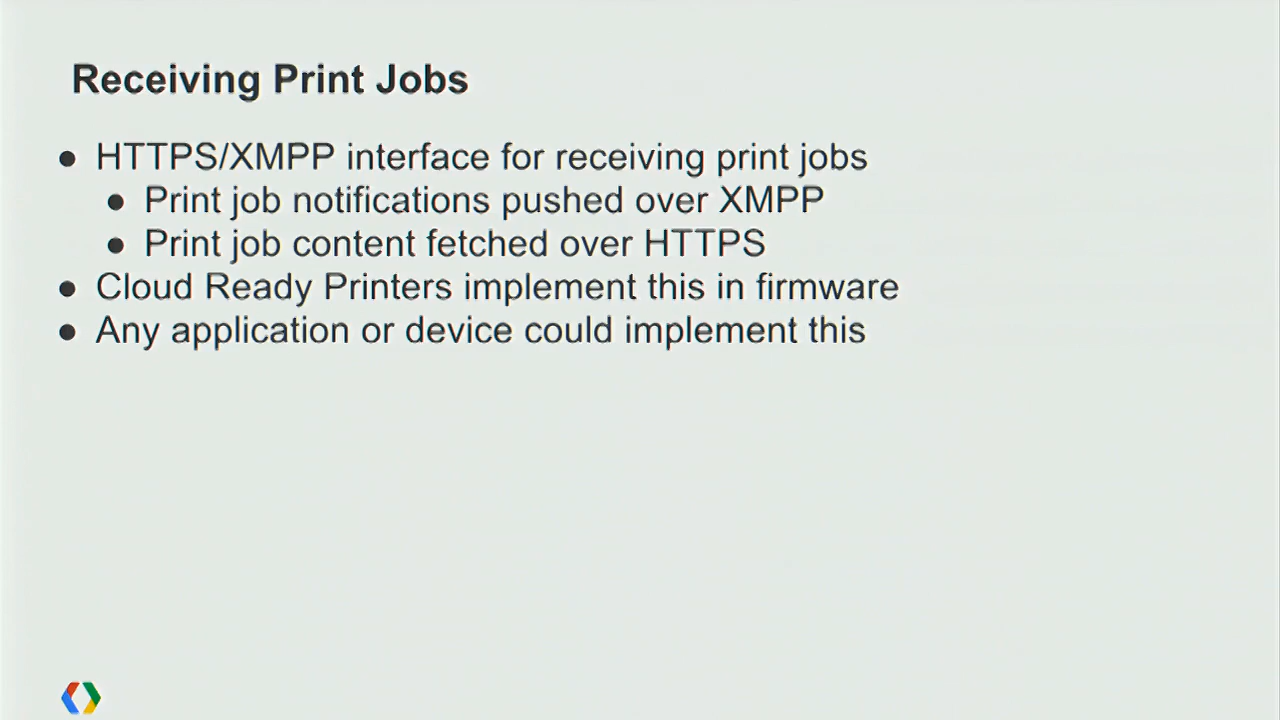 Receiving Print Jobs
● HTTPS/XMPP interface for receiving print jobs
● Print job notifications pushed over XMPP
● Print job content fetched over HTTPS
● Cloud Ready Printers implement this in firmware
● Any application or device could implement this